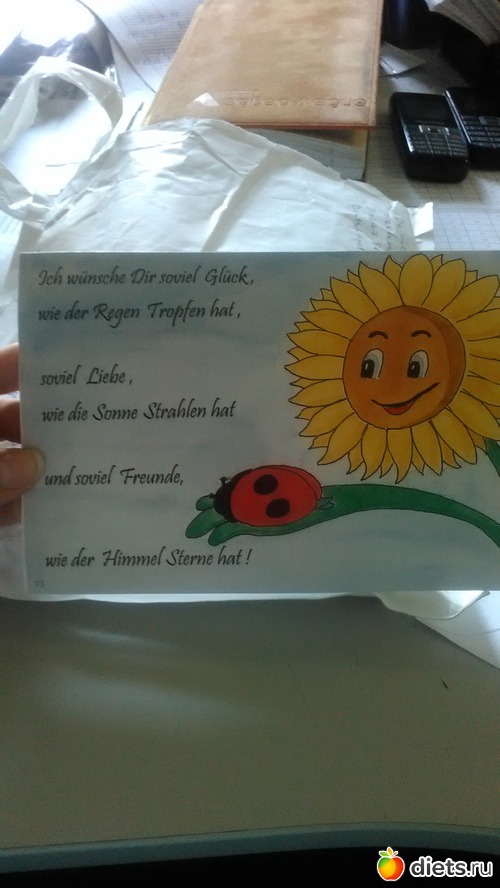 Ich wünsche Dir soviel Glück,
wie der Regen Tropfen hat,
soviel Liebe,
wie die Sonne Strahlen hat
und soviel Freunde,
wie der Himmel Sterne hat!
diets.ru